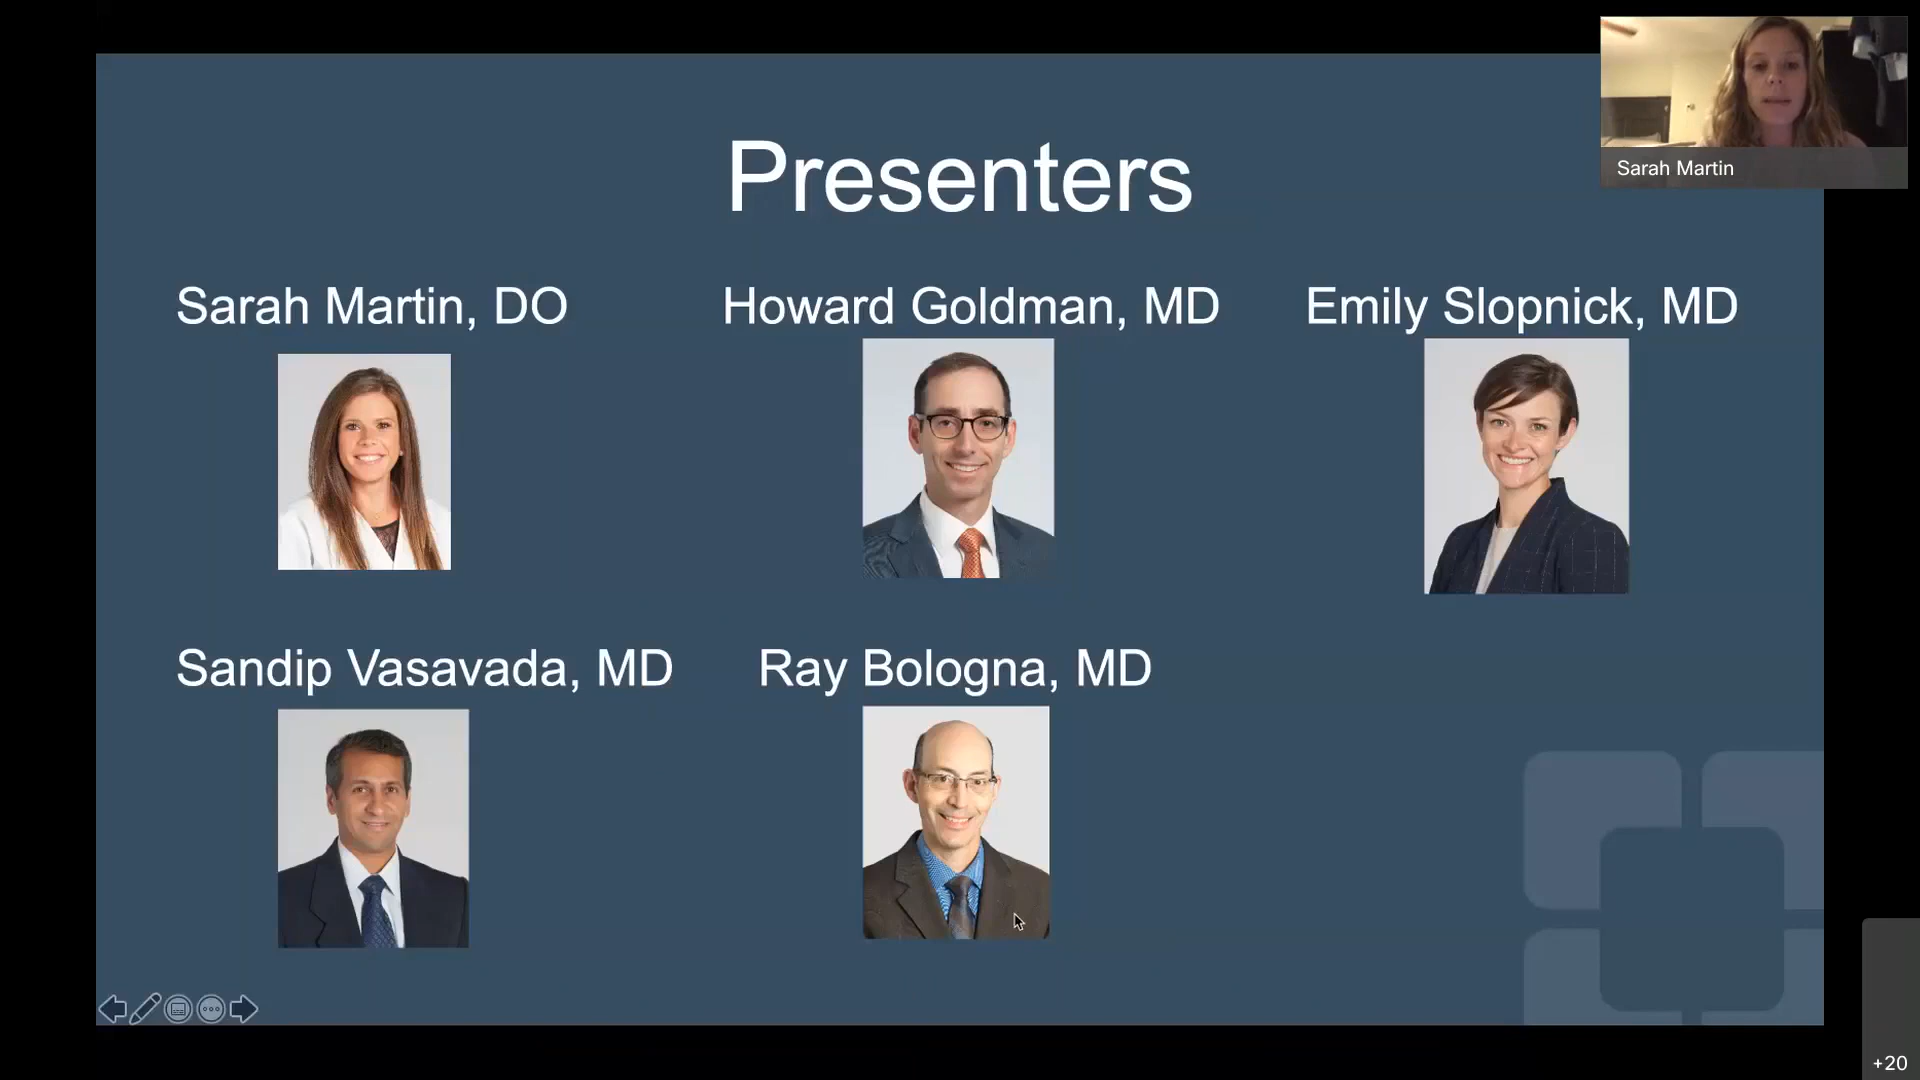 Presenters
Sarah Martin
Sarah Martin, DO
Howard Goldman, MD
Emily Slopnick, MD
Sandip Vasavada, MD
Ray Bologna, MD
+20